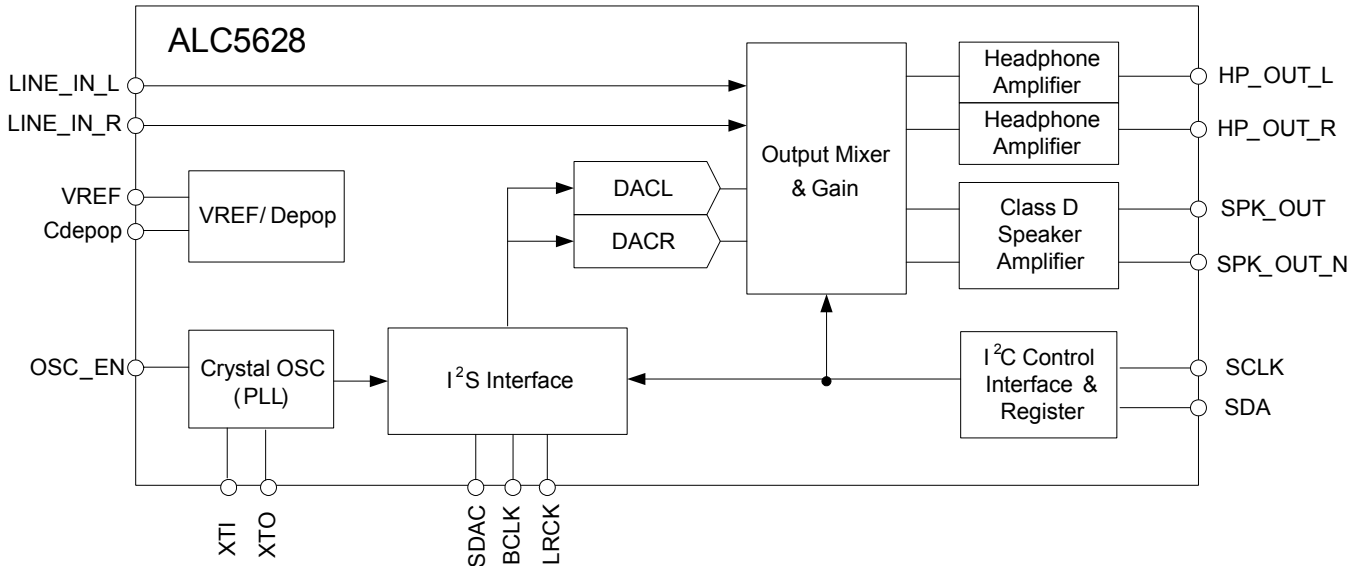 ALC5628
LINE_IN_L
LINE_IN_R
VREF
Cdepop
OSC_EN
VREF/ Depop
Crystal OSC
(PLL)
I²S Interface
DACL
DACR
Output Mixer
& Gain
Headphone
Amplifier
Headphone
Amplifier
Class D
Speaker
Amplifier
I²C Control
Interface &
Register
HP_OUT_L
HP_OUT_R
SPK_OUT
SPK_OUT_N
SCLK
SDA
XTI
XTO
SDAC
BCLK
LRCK